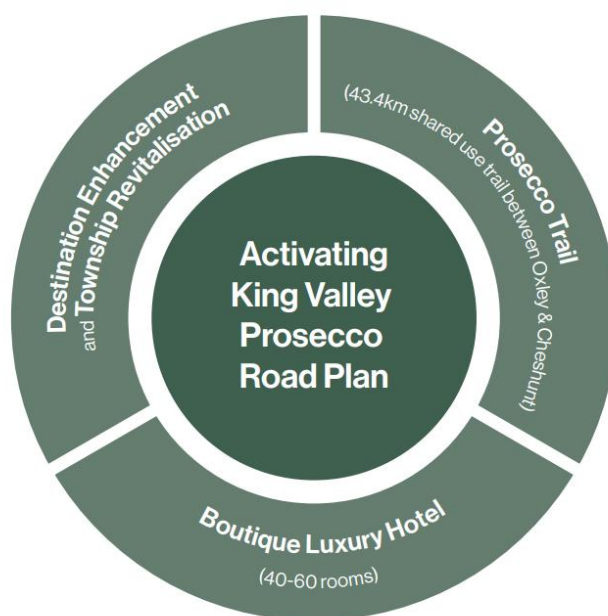 Destination Enhancement
and Township Revitalisation
Prosecco Trail
(43.4km shared use trail between Oxley & Cheshunt)
Activating
King Valley
Prosecco
Road Plan
Boutique Luxury Hotel
(40-60 rooms)